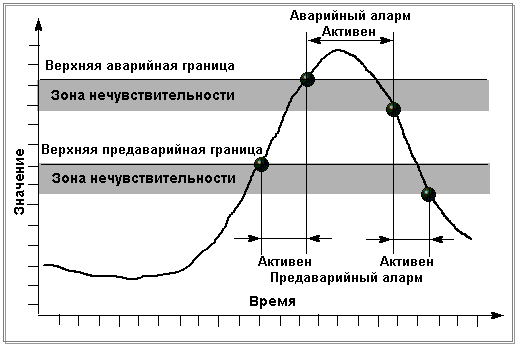 Аварийный аларм
Активен
Верхняя аварийная граница
Зона нечувствительности
Верхняя предаварийная граница
Зона нечувствительности
Значение
Активен
Активен
Предаварийный аларм
Время